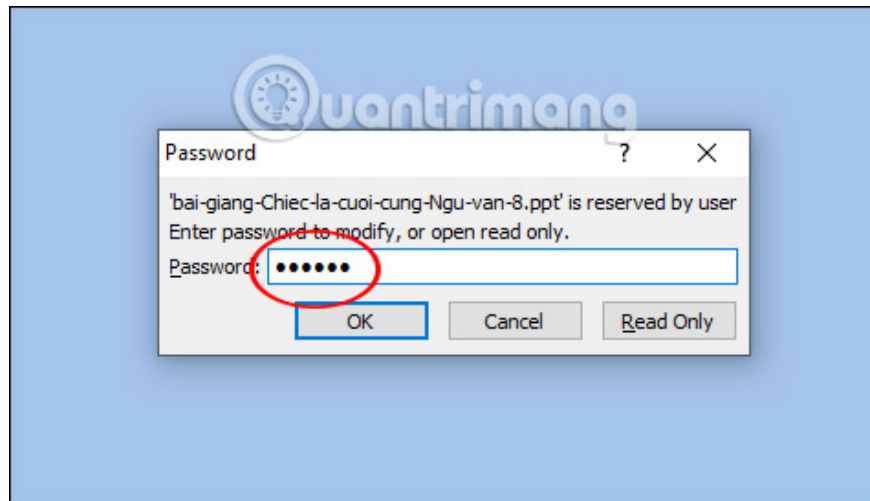 Quantrimang
Password
?
'bai-giang-Chiec-la-cuoi-cung-Ngu-van-8.ppt' is reserved by user
Enter password to modify, or open read only.
Password: ••••••
OK Cancel Read Only